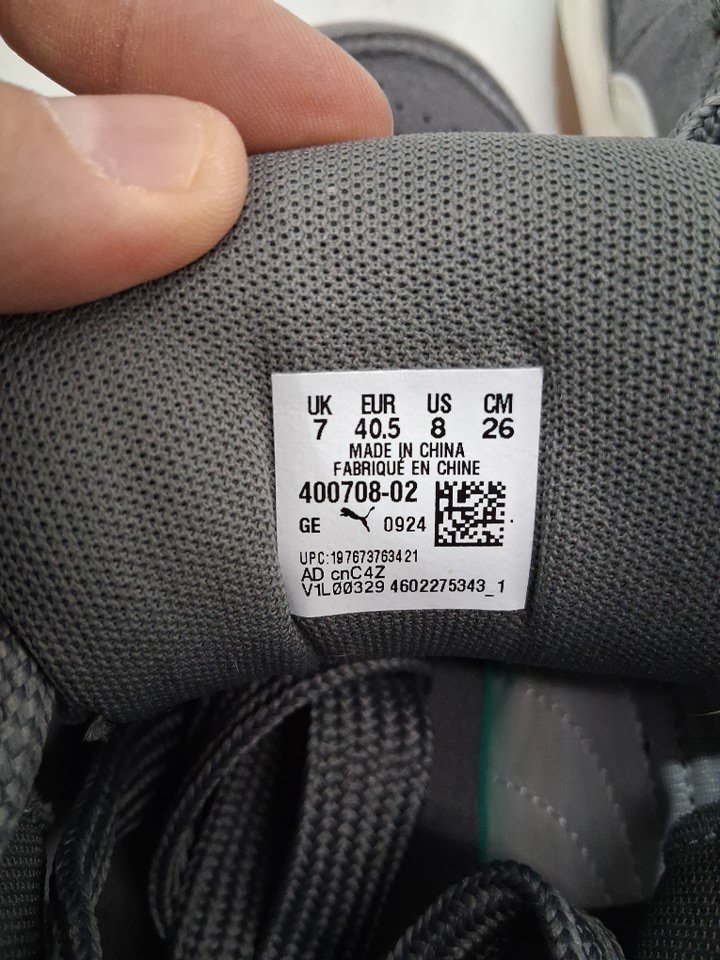 UK EUR US CM
7 40.5 8 26
MADE IN CHINA
FABRIQUÉ EN CHINE
400708-02
GE 0924
UPC:197673763421
AD cnC4Z
V1LØØ329 4602275343_1